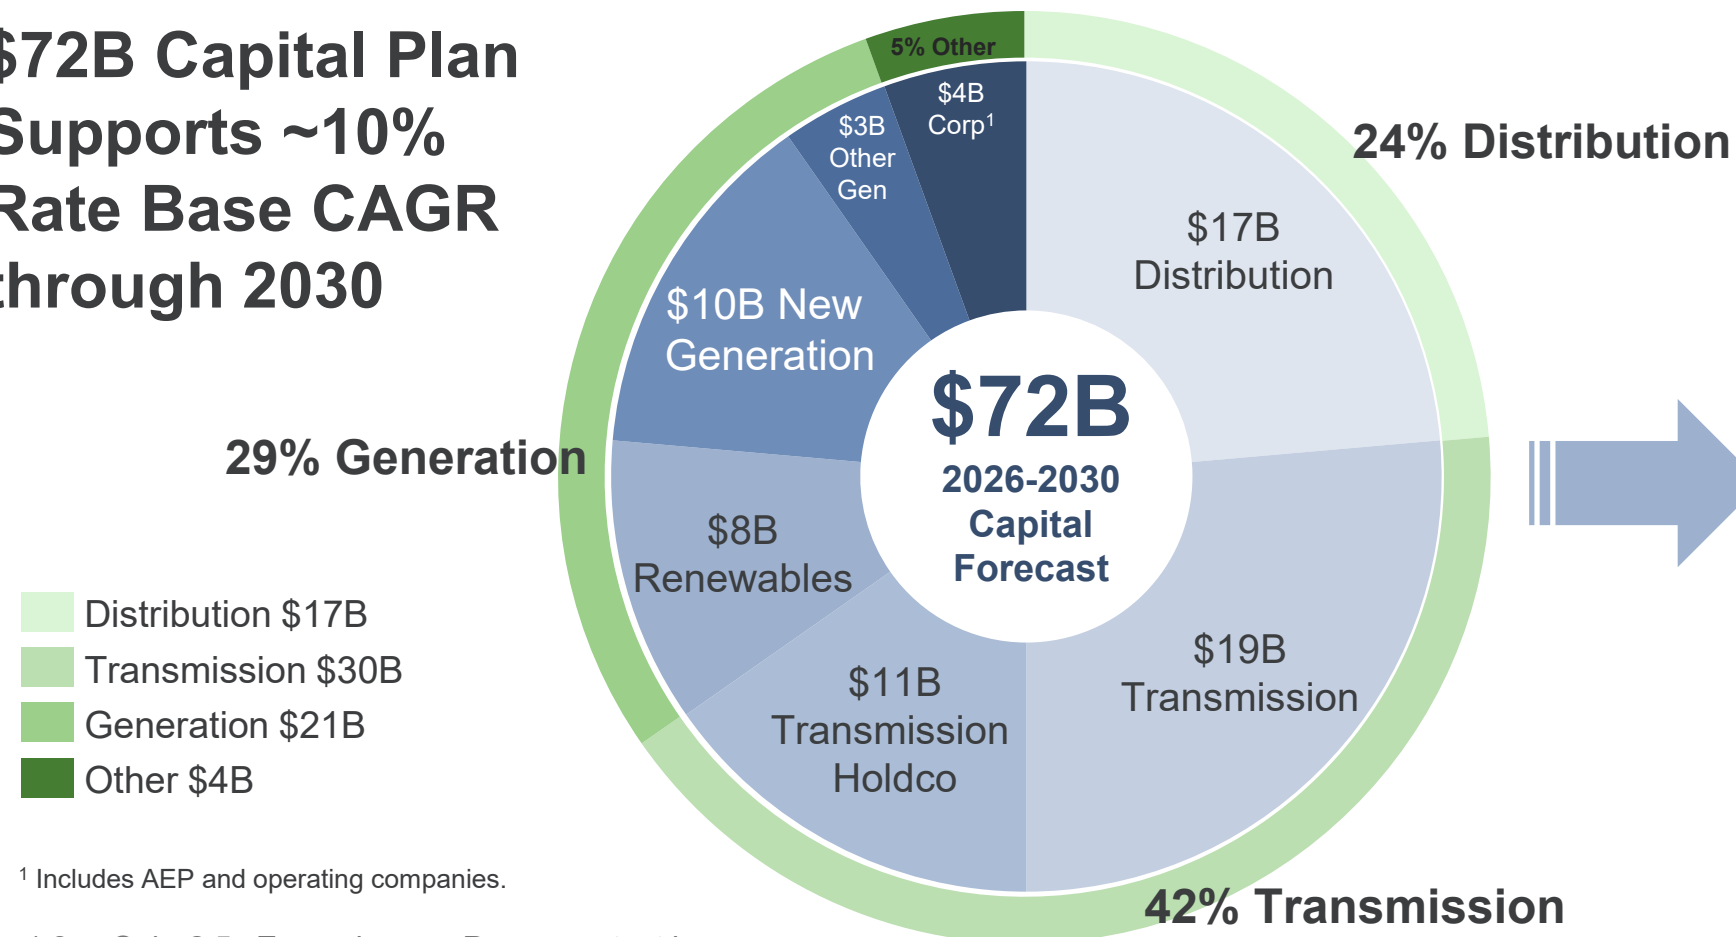 $72B Capital Plan
Supports ~10%
Rate Base CAGR
through 2030
5% Other
$4B
Corp¹
$3B
Other
Gen
24% Distribution
$17B
Distribution
$10B New
Generation
$72B
2026-2030
Capital
Forecast
29% Generation
$8B
Renewables
$19B
Transmission
$11B
Transmission
Holdco
Distribution $17B
Transmission $30B
Generation $21B
Other $4B
¹ Includes AEP and operating companies.
42% Transmission